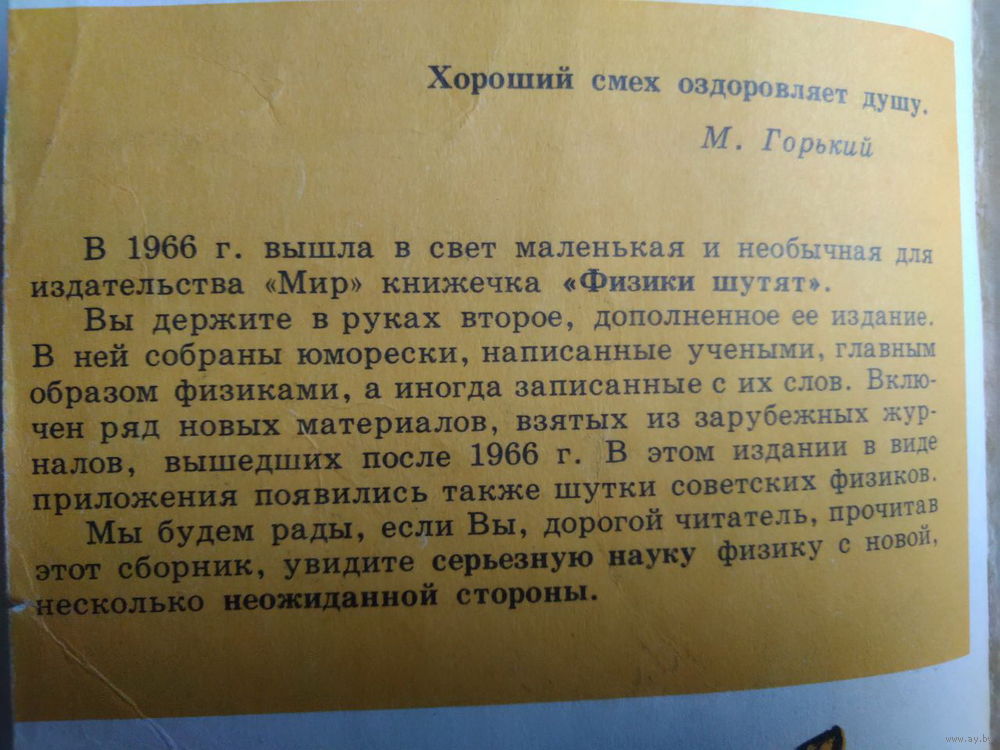 Хороший смех оздоровляет душу.
М. Горький
В 1966 г. вышла в свет маленькая и необычная для
издательства «Мир» книжечка «Физики шутят».
Вы держите в руках второе, дополненное ее издание.
В ней собраны юморески, написанные учеными, главным
образом физиками, а иногда записанные с их слов. Вклю-
чен ряд новых материалов, взятых из зарубежных жур-
налов, вышедших после 1966 г. В этом издании в виде
приложения появились также шутки советских физиков.
Мы будем рады, если Вы, дорогой читатель, прочитав
этот сборник, увидите серьезную науку физику с новой,
несколько неожиданной стороны.
www.ay.by